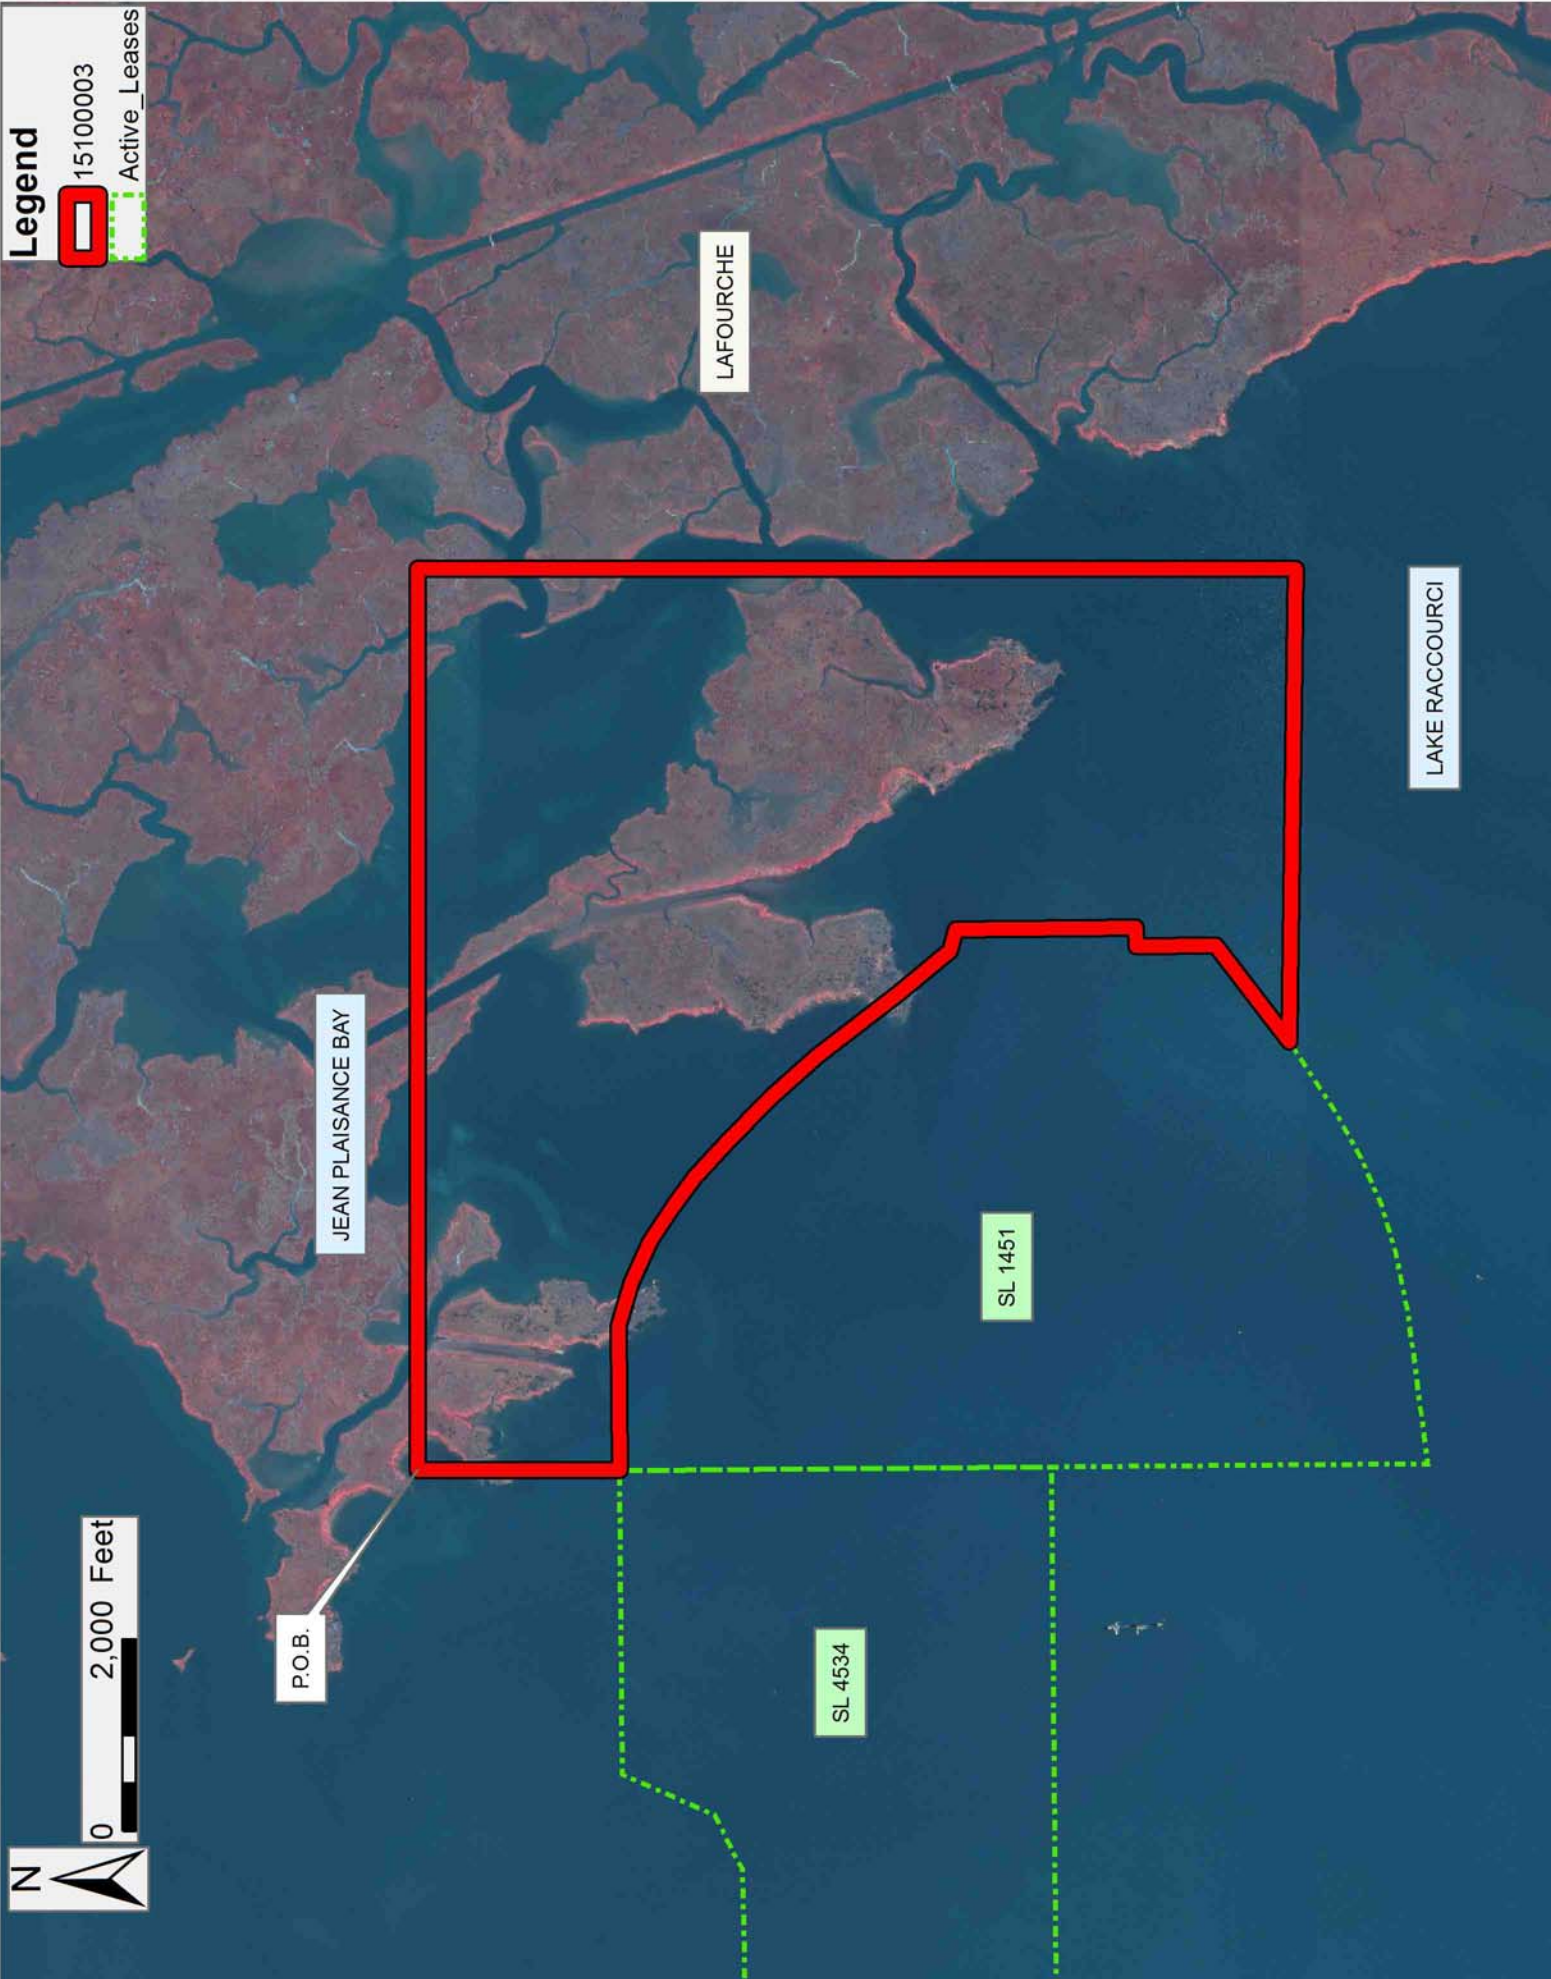 N
0 2,000 Feet
Legend
15100003
Active_Leases
P.O.B.
JEAN PLAISANCE BAY
LAFOURCHE
SL 4534
SL 1451
LAKE RACCOURCI